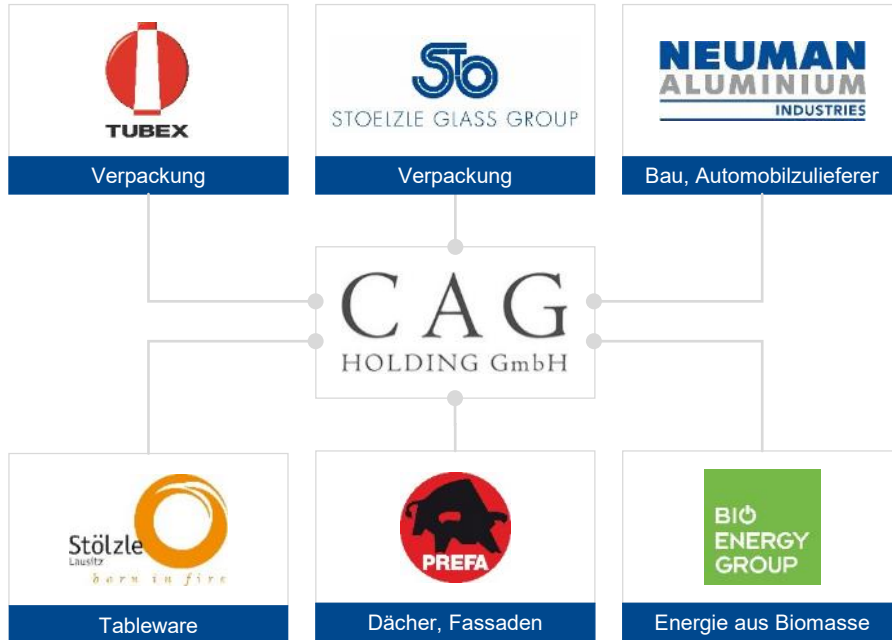 TUBEX
Verpackung
STO
STOELZLE GLASS GROUP
Verpackung
NEUMAN
ALUMINIUM
INDUSTRIES
Bau, Automobilzulieferer
CAG
HOLDING GmbH
Stölzle
Lausitz
born in fire
Tableware
PREFA
Dächer, Fassaden
BIO
ENERGY
GROUP
Energie aus Biomasse